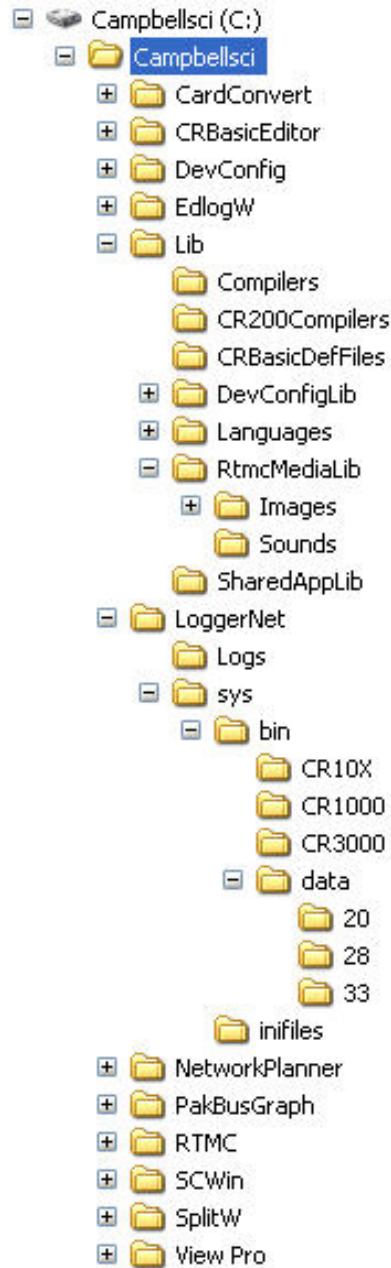 Campbellsci (C:)
Campbellsci
CardConvert
CRBasicEditor
DevConfig
EdlogW
Lib
Compilers
CR200Compilers
CRBasicDefFiles
DevConfigLib
Languages
RtmcMediaLib
Images
Sounds
SharedAppLib
LoggerNet
Logs
sys
bin
CR10X
CR1000
CR3000
data
20
28
33
inifiles
NetworkPlanner
PakBusGraph
RTMC
SCWin
SplitW
View Pro